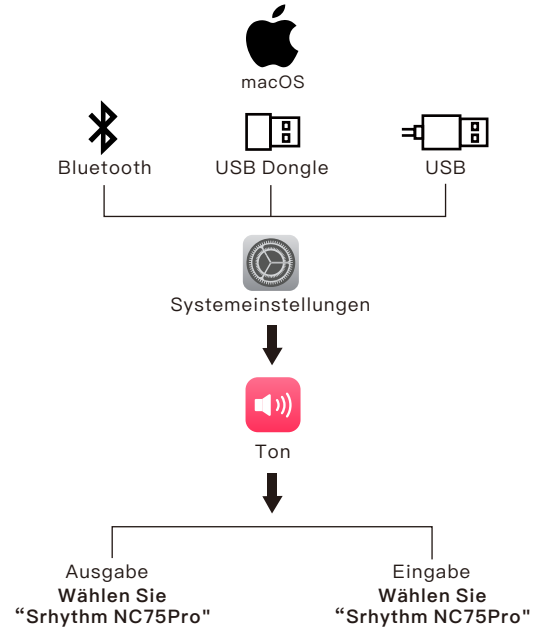 macOS
Bluetooth
USB Dongle
USB
Systemeinstellungen
Ton
Ausgabe
Wählen Sie
“Srhythm NC75Pro"
Eingabe
Wählen Sie
“Srhythm NC75Pro"